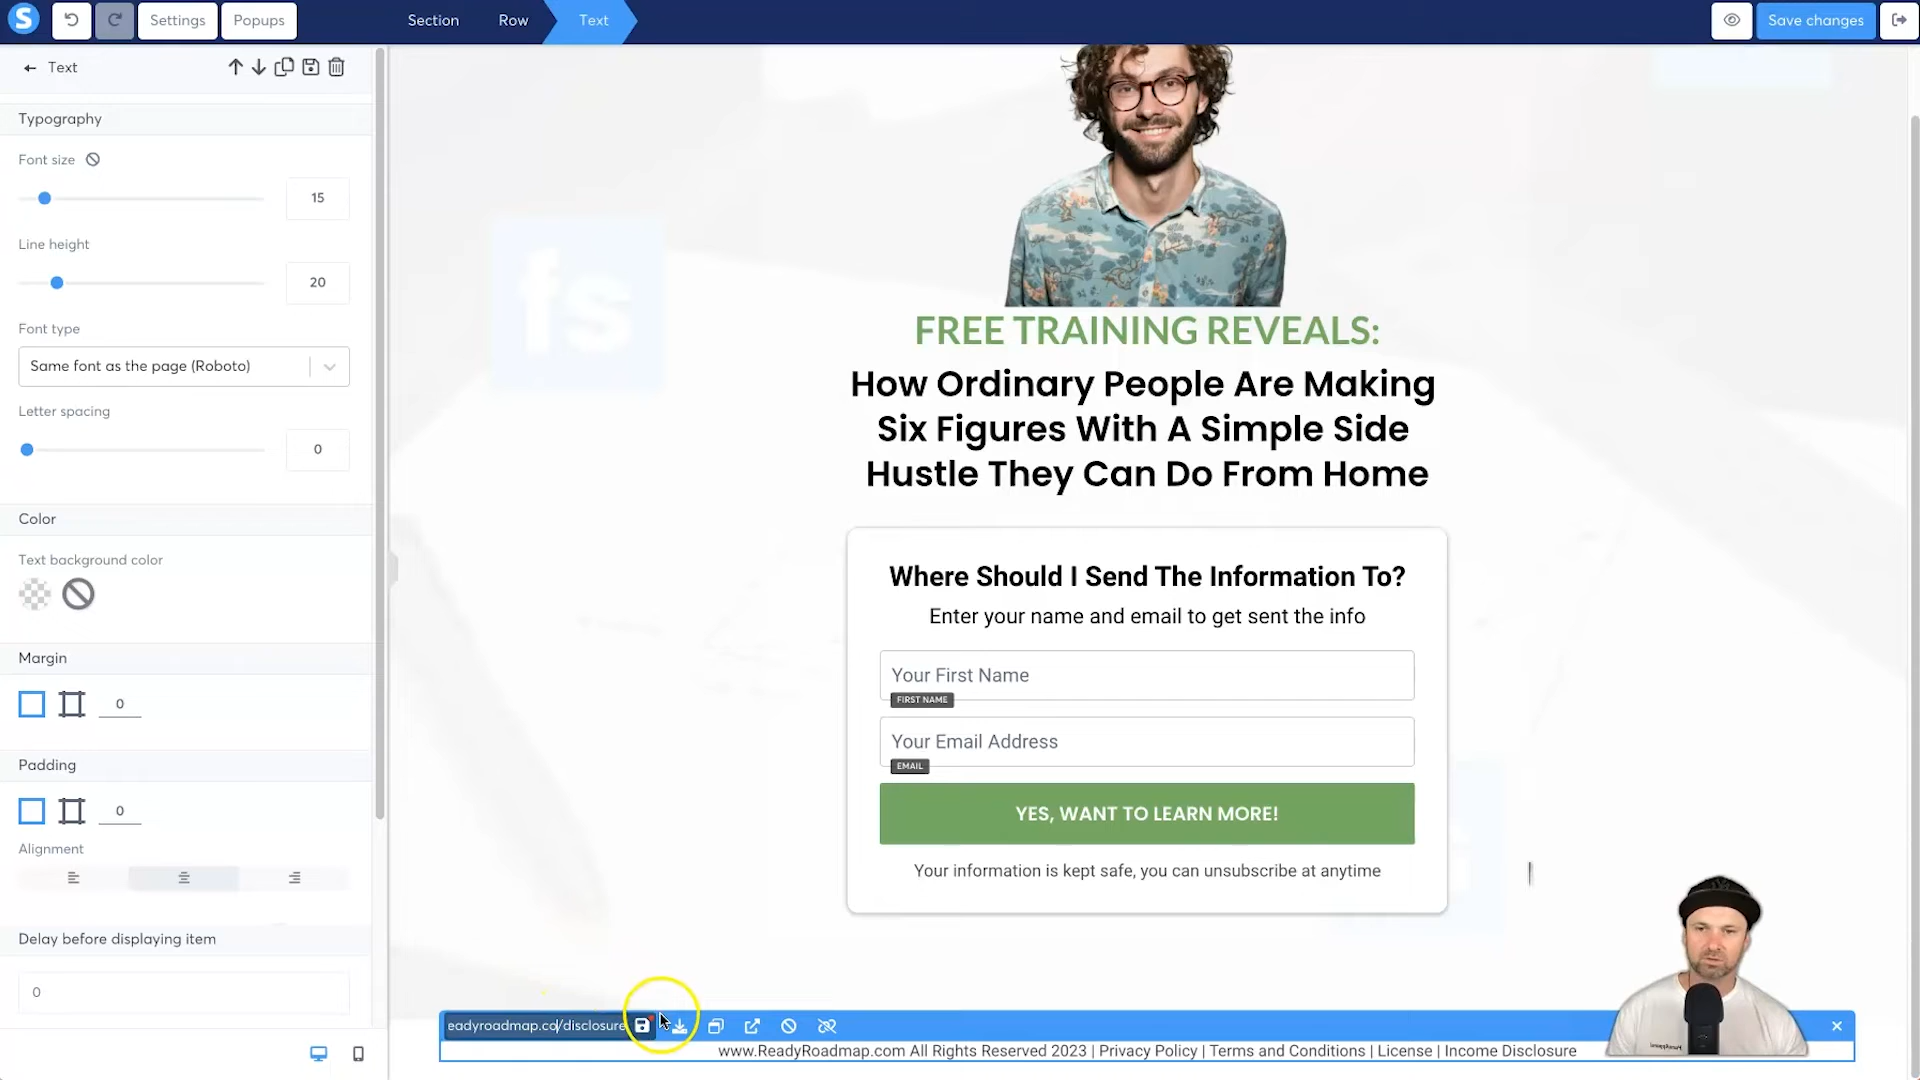 S
Settings
Popups
Section
Row
Text
Save changes
Text
Typography
Font size
15
Line height
20
Font type
Same font as the page (Roboto)
Letter spacing
0
Color
Text background color
Margin
0
Padding
0
Alignment
Delay before displaying item
0
fs
FREE TRAINING REVEALS:
How Ordinary People Are Making
Six Figures With A Simple Side
Hustle They Can Do From Home
Where Should I Send The Information To?
Enter your name and email to get sent the info
Your First Name
FIRST NAME
Your Email Address
EMAIL
YES, WANT TO LEARN MORE!
Your information is kept safe, you can unsubscribe at anytime
eadyroadmap.co/disclosure
www.ReadyRoadmap.com All Rights Reserved 2023 | Privacy Policy | Terms and Conditions | License | Income Disclosure